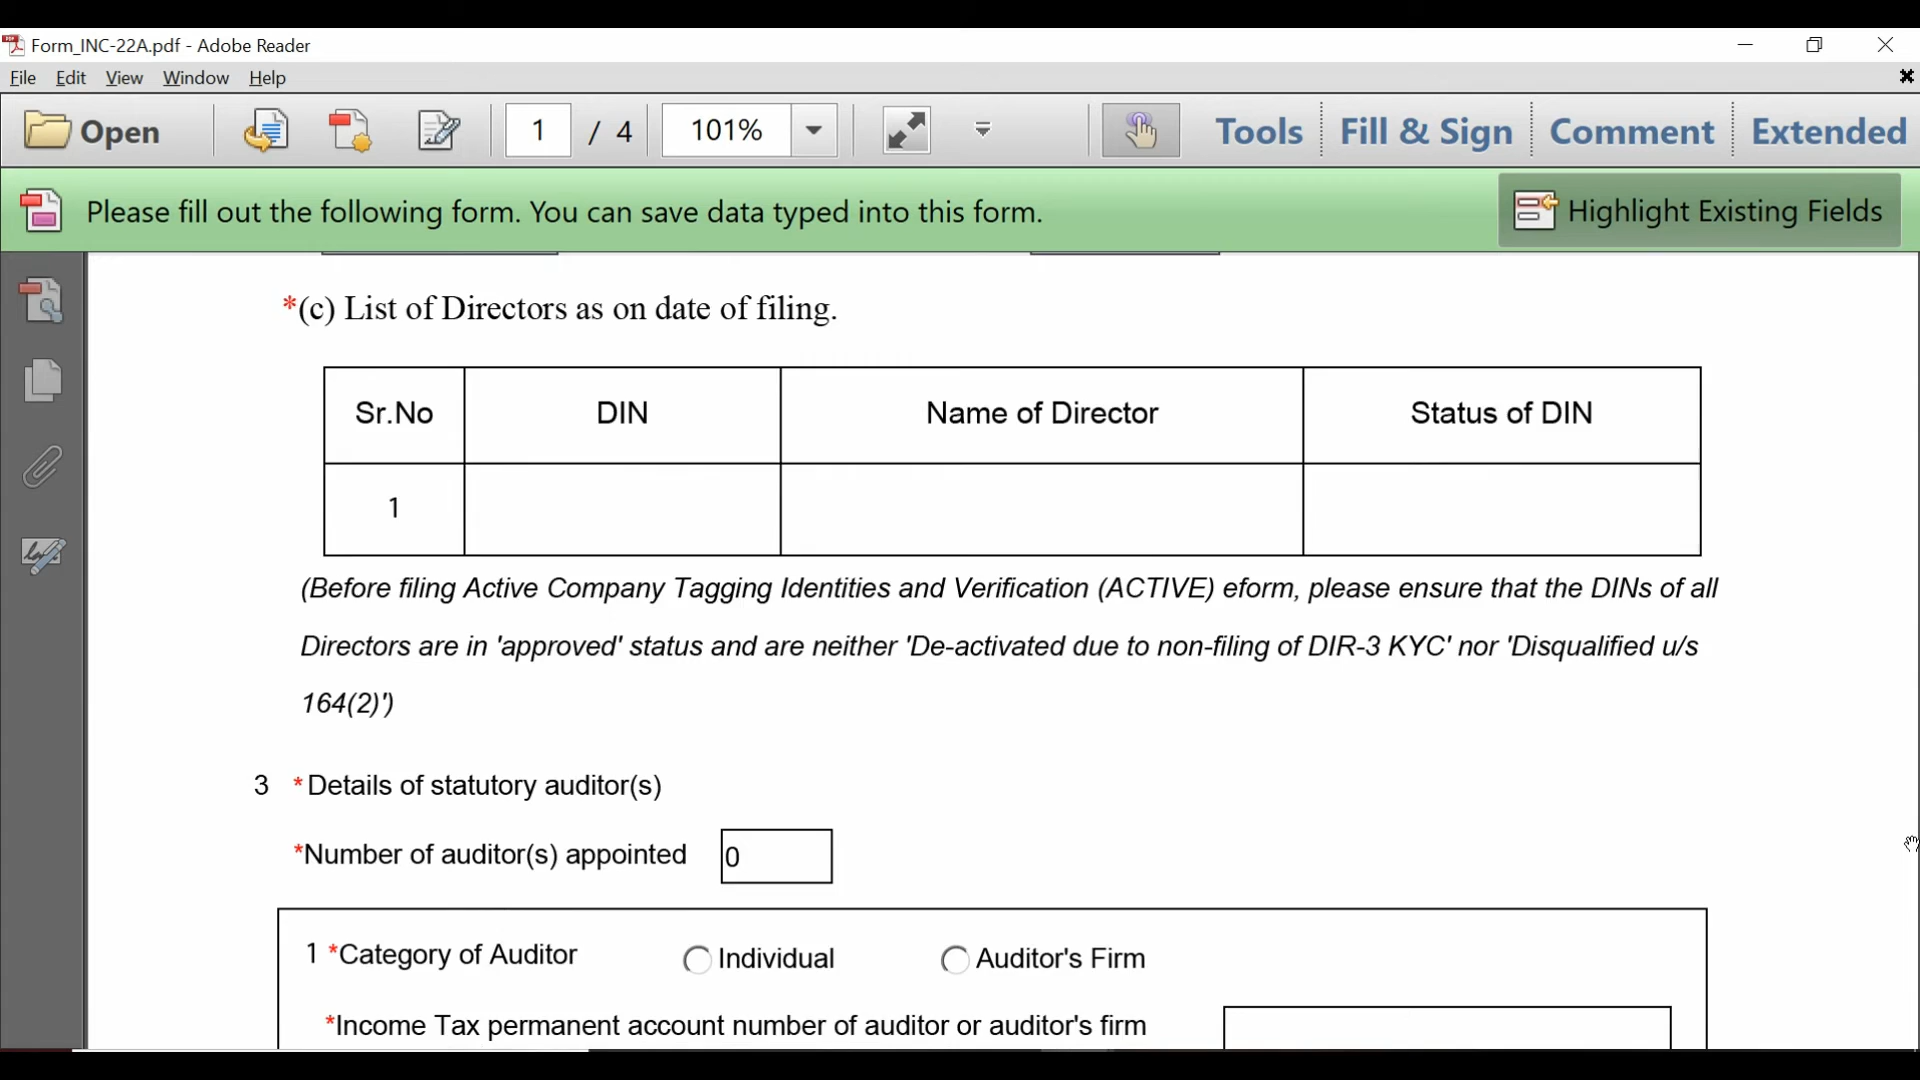 Form_INC-22A.pdf - Adobe Reader
File Edit View Window Help
Open 1 / 4 101% Tools Fill & Sign Comment Extended
Please fill out the following form. You can save data typed into this form. Highlight Existing Fields
*(c) List of Directors as on date of filing.
Sr.No DIN Name of Director Status of DIN
1
(Before filing Active Company Tagging Identities and Verification (ACTIVE) eform, please ensure that the DINs of all
Directors are in 'approved' status and are neither 'De-activated due to non-filing of DIR-3 KYC' nor 'Disqualified u/s
164(2)')
3 *Details of statutory auditor(s)
*Number of auditor(s) appointed 0
1 *Category of Auditor Individual Auditor's Firm
*Income Tax permanent account number of auditor or auditor's firm